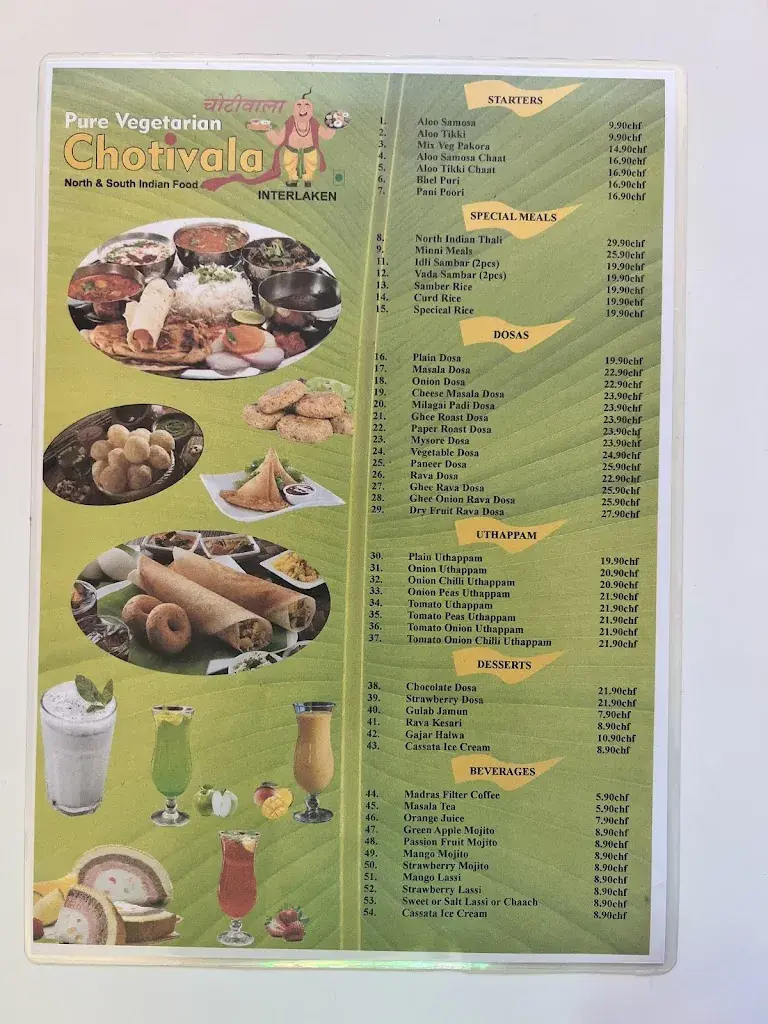 चोटीवाला
Pure Vegetarian
Chotivala
North & South Indian Food
INTERLAKEN
STARTERS
1. Aloo Samosa 9.90chf
2. Aloo Tikki 9.90chf
3. Mix Veg Pakora 14.90chf
4. Aloo Samosa Chaat 16.90chf
5. Aloo Tikki Chaat 16.90chf
6. Bhel Puri 16.90chf
7. Pani Poori 16.90chf
SPECIAL MEALS
8. North Indian Thali 29.90chf
9. Minni Meals 25.90chf
11. Idli Sambar (2pcs) 19.90chf
12. Vada Sambar (2pcs) 19.90chf
13. Samber Rice 19.90chf
14. Curd Rice 19.90chf
15. Specical Rice 19.90chf
DOSAS
16. Plain Dosa 19.90chf
17. Masala Dosa 22.90chf
18. Onion Dosa 22.90chf
19. Cheese Masala Dosa 23.90chf
20. Milagai Padi Dosa 23.90chf
21. Ghee Roast Dosa 23.90chf
22. Paper Roast Dosa 23.90chf
23. Mysore Dosa 23.90chf
24. Vegetable Dosa 24.90chf
25. Paneer Dosa 25.90chf
26. Rava Dosa 22.90chf
27. Ghee Rava Dosa 25.90chf
28. Ghee Onion Rava Dosa 25.90chf
29. Dry Fruit Rava Dosa 27.90chf
UTHAPPAM
30. Plain Uthappam 19.90chf
31. Onion Uthappam 20.90chf
32. Onion Chilli Uthappam 20.90chf
33. Onion Peas Uthappam 21.90chf
34. Tomato Uthappam 21.90chf
35. Tomato Peas Uthappam 21.90chf
36. Tomato Onion Uthappam 21.90chf
37. Tomato Onion Chilli Uthappam 21.90chf
DESSERTS
38. Chocolate Dosa 21.90chf
39. Strawberry Dosa 21.90chf
40. Gulab Jamun 7.90chf
41. Rava Kesari 8.90chf
42. Gajar Halwa 10.90chf
43. Cassata Ice Cream 8.90chf
BEVERAGES
44. Madras Filter Coffee 5.90chf
45. Masala Tea 5.90chf
46. Orange Juice 7.90chf
47. Green Apple Mojito 8.90chf
48. Passion Fruit Mojito 8.90chf
49. Mango Mojito 8.90chf
50. Strawberry Mojito 8.90chf
51. Mango Lassi 8.90chf
52. Strawberry Lassi 8.90chf
53. Sweet or Salt Lassi or Chaach 8.90chf
54. Cassata Ice Cream 8.90chf